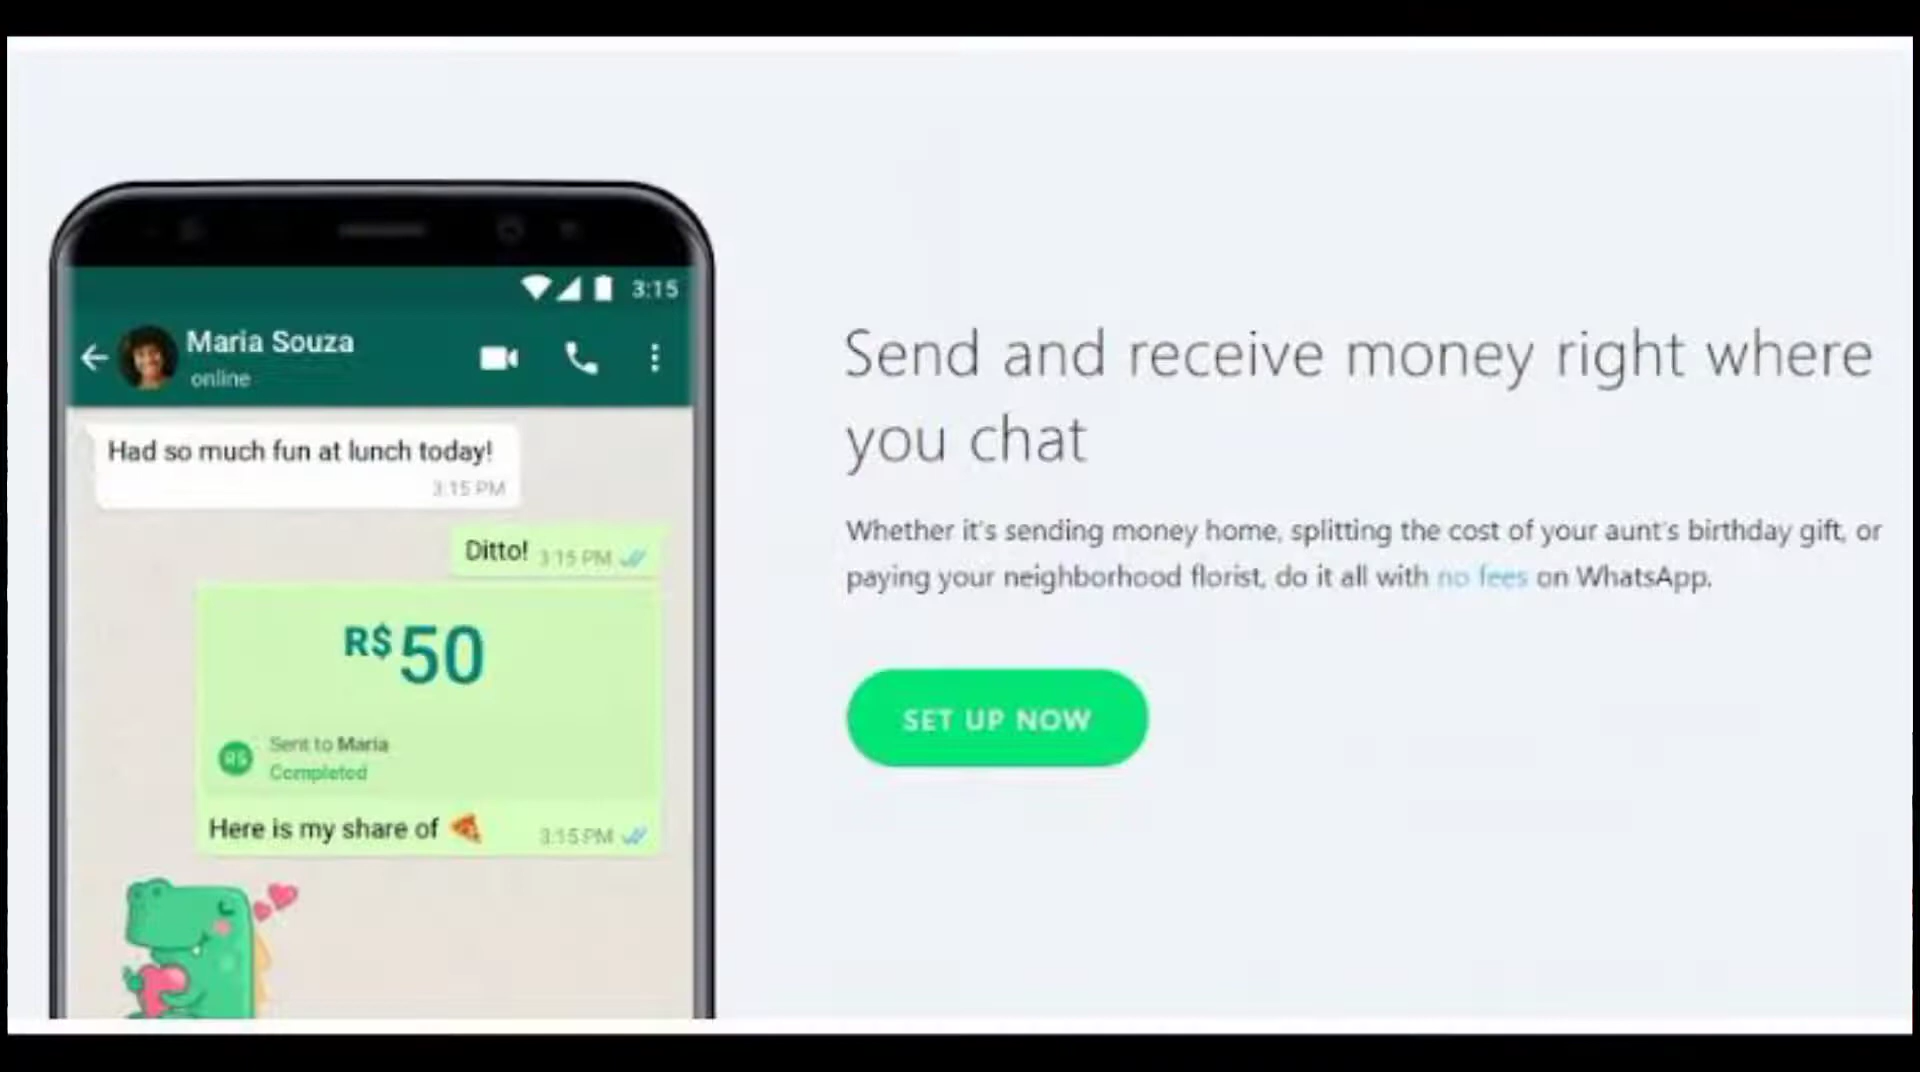 3:15
Maria Souza
online
Had so much fun at lunch today!
3:15 PM
Ditto! 3:15 PM
R$50
R$
Sent to Maria
Completed
Here is my share of 🍕 3:15 PM
Send and receive money right where
you chat
Whether it's sending money home, splitting the cost of your aunt's birthday gift, or
paying your neighborhood florist, do it all with no fees on WhatsApp.
SET UP NOW